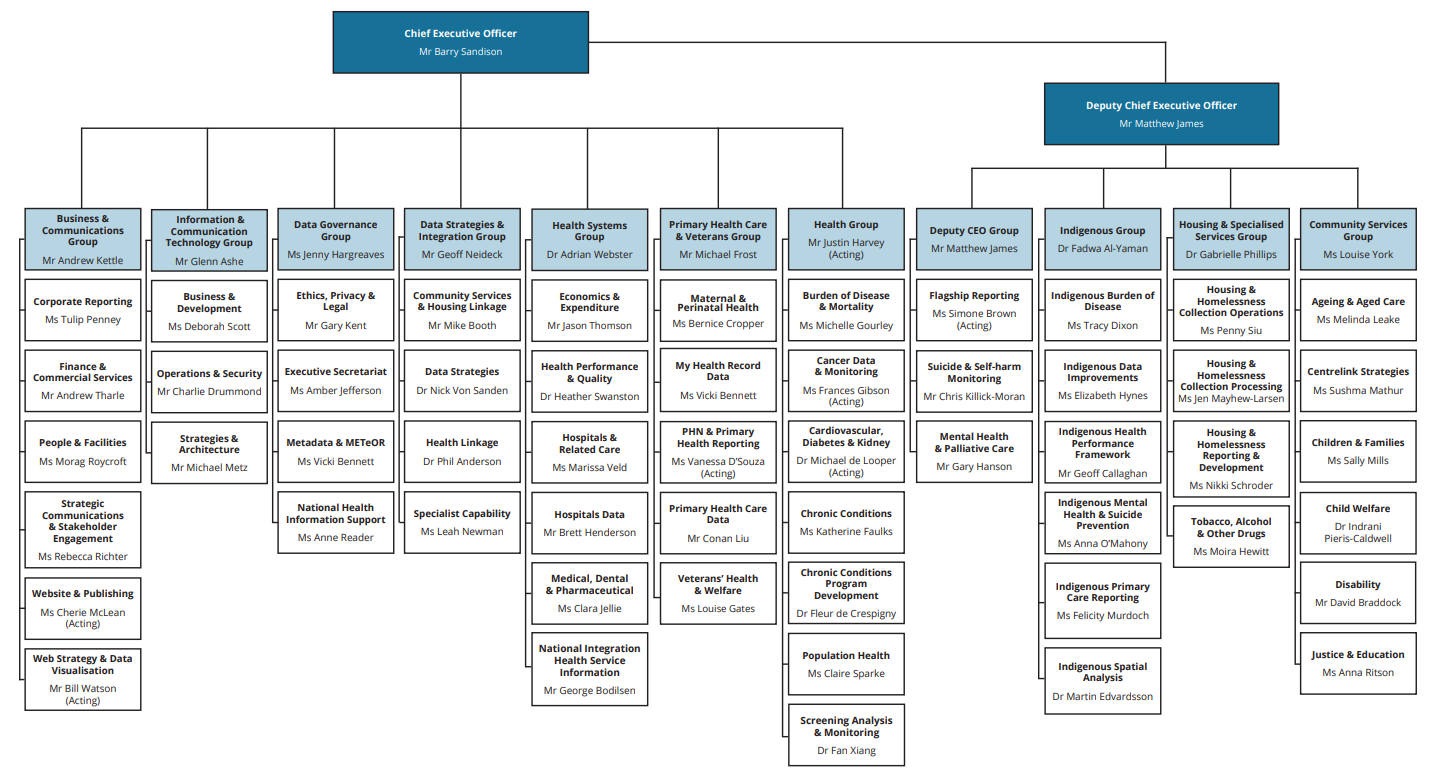 Chief Executive Officer
Mr Barry Sandison
Deputy Chief Executive Officer
Mr Matthew James
Business &
Communications
Group
Mr Andrew Kettle
Corporate Reporting
Ms Tulip Penney
Finance &
Commercial Services
Mr Andrew Tharle
People & Facilities
Ms Morag Roycroft
Strategic
Communications
& Stakeholder
Engagement
Ms Rebecca Richter
Website & Publishing
Ms Cherie McLean
(Acting)
Web Strategy & Data
Visualisation
Mr Bill Watson
(Acting)
Information &
Communication
Technology Group
Mr Glenn Ashe
Business &
Development
Ms Deborah Scott
Operations & Security
Mr Charlie Drummond
Strategies &
Architecture
Mr Michael Metz
Data Governance
Group
Ms Jenny Hargreaves
Ethics, Privacy &
Legal
Mr Gary Kent
Executive Secretariat
Ms Amber Jefferson
Metadata & METeOR
Ms Vicki Bennett
National Health
Information Support
Ms Anne Reader
Data Strategies &
Integration Group
Mr Geoff Neideck
Community Services
& Housing Linkage
Mr Mike Booth
Data Strategies
Dr Nick Von Sanden
Health Linkage
Dr Phil Anderson
Specialist Capability
Ms Leah Newman
Health Systems
Group
Dr Adrian Webster
Economics &
Expenditure
Mr Jason Thomson
Health Performance
& Quality
Dr Heather Swanston
Hospitals &
Related Care
Ms Marissa Veld
Hospitals Data
Mr Brett Henderson
Medical, Dental
& Pharmaceutical
Ms Clara Jellie
National Integration
Health Service
Information
Mr George Bodilsen
Primary Health Care
& Veterans Group
Mr Michael Frost
Maternal &
Perinatal Health
Ms Bernice Cropper
My Health Record
Data
Ms Vicki Bennett
PHN & Primary
Health Reporting
Ms Vanessa D'Souza
(Acting)
Primary Health Care
Data
Mr Conan Liu
Veterans' Health
& Welfare
Ms Louise Gates
Health Group
Mr Justin Harvey
(Acting)
Burden of Disease
& Mortality
Ms Michelle Gourley
Cancer Data
& Monitoring
Ms Frances Gibson
(Acting)
Cardiovascular,
Diabetes & Kidney
Dr Michael de Looper
(Acting)
Chronic Conditions
Ms Katherine Faulks
Chronic Conditions
Program
Development
Dr Fleur de Crespigny
Population Health
Ms Claire Sparke
Screening Analysis
& Monitoring
Dr Fan Xiang
Deputy CEO Group
Mr Matthew James
Flagship Reporting
Ms Simone Brown
(Acting)
Suicide & Self-harm
Monitoring
Mr Chris Killick-Moran
Mental Health
& Palliative Care
Mr Gary Hanson
Indigenous Group
Dr Fadwa Al-Yaman
Indigenous Burden of
Disease
Ms Tracy Dixon
Indigenous Data
Improvements
Ms Elizabeth Hynes
Indigenous Health
Performance
Framework
Mr Geoff Callaghan
Indigenous Mental
Health & Suicide
Prevention
Ms Anna O'Mahony
Indigenous Primary
Care Reporting
Ms Felicity Murdoch
Indigenous Spatial
Analysis
Dr Martin Edvardsson
Housing & Specialised
Services Group
Dr Gabrielle Phillips
Housing &
Homelessness
Collection Operations
Ms Penny Siu
Housing &
Homelessness
Collection Processing
Ms Jen Mayhew-Larsen
Housing &
Homelessness
Reporting &
Development
Ms Nikki Schroder
Tobacco, Alcohol
& Other Drugs
Ms Moira Hewitt
Community Services
Group
Ms Louise York
Ageing & Aged Care
Ms Melinda Leake
Centrelink Strategies
Ms Sushma Mathur
Children & Families
Ms Sally Mills
Child Welfare
Dr Indrani
Pieris-Caldwell
Disability
Mr David Braddock
Justice & Education
Ms Anna Ritson